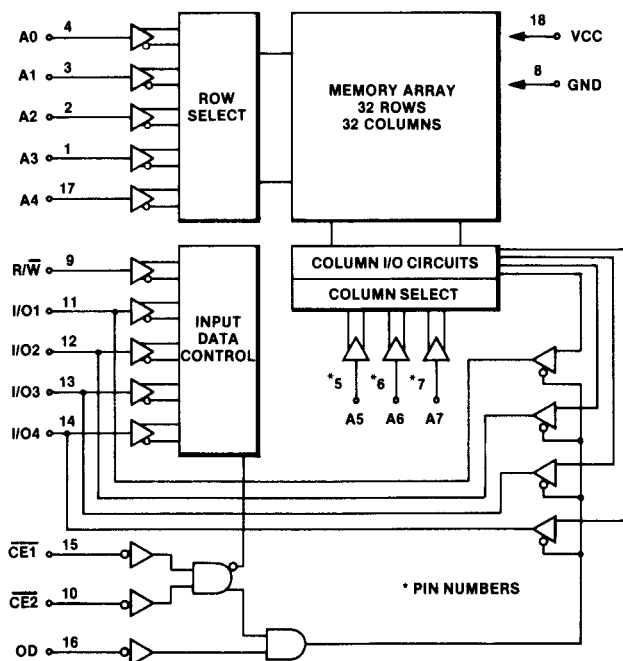 A0 4
A1 3
A2 2
A3 1
A4 17
ROW
SELECT
MEMORY ARRAY
32 ROWS
32 COLUMNS
18 VCC
8 GND
R/W̅ 9
I/O1 11
I/O2 12
I/O3 13
I/O4 14
INPUT
DATA
CONTROL
COLUMN I/O CIRCUITS
COLUMN SELECT
*5 *6 *7
A5 A6 A7
C̅E̅1̅ 15
C̅E̅2̅ 10
OD 16
* PIN NUMBERS